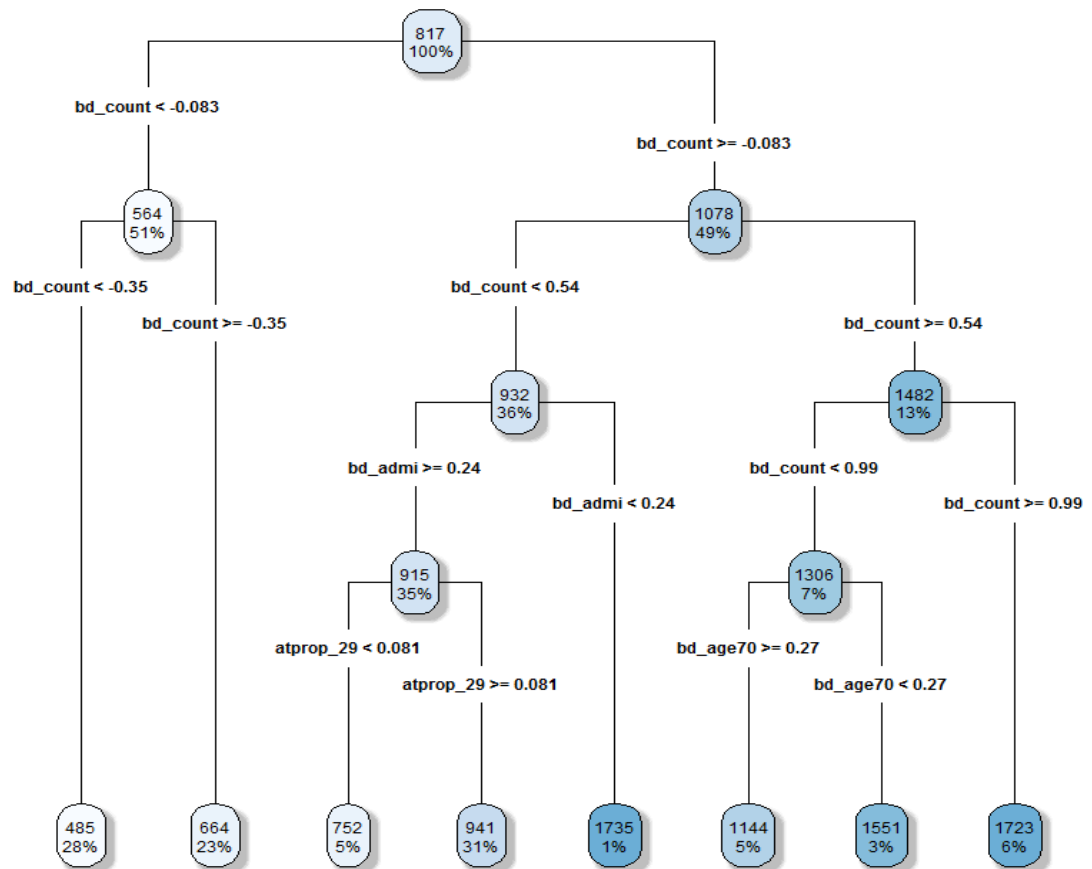 817
100%
bd_count < -0.083
bd_count >= -0.083
564
51%
1078
49%
bd_count < -0.35
bd_count < 0.54
bd_count >= -0.35
bd_count >= 0.54
932
36%
1482
13%
bd_admi >= 0.24
bd_count < 0.99
bd_admi < 0.24
bd_count >= 0.99
915
35%
1306
7%
atprop_29 < 0.081
bd_age70 >= 0.27
atprop_29 >= 0.081
bd_age70 < 0.27
485
28%
664
23%
752
5%
941
31%
1735
1%
1144
5%
1551
3%
1723
6%